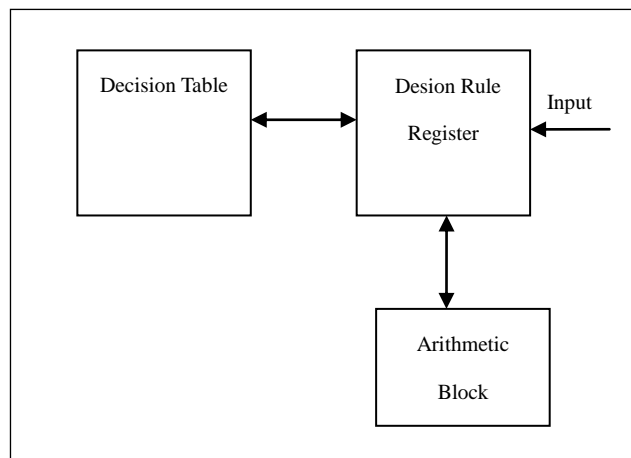 Decision Table
Desion Rule
Register
Input
Arithmetic
Block